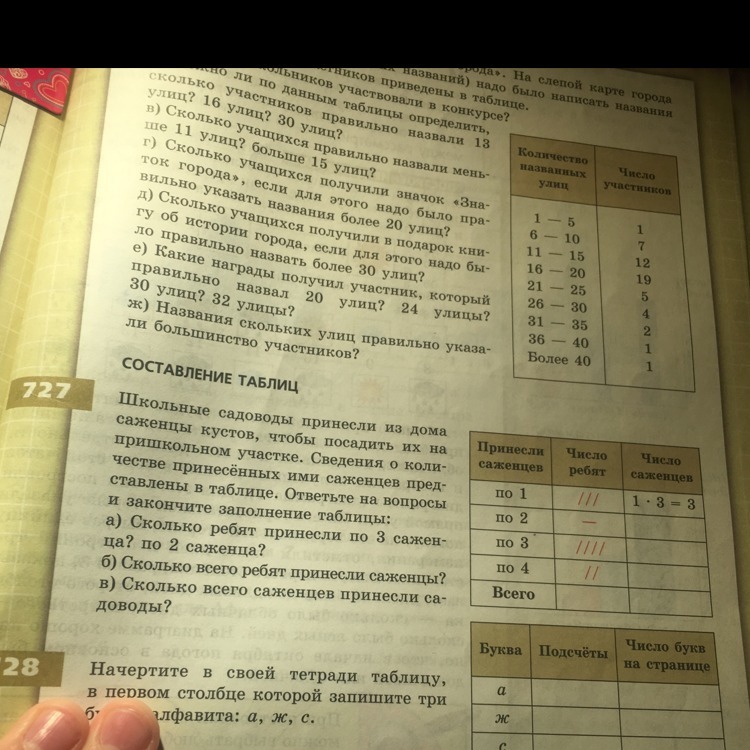 города». На слепой карте города
названий) надо было написать названия
участников приведены в таблице.
школьников участвовали в конкурсе?
ли по данным таблицы определить,
сколько участников правильно назвали 13
улиц? 16 улиц? 30 улиц?
в) Сколько учащихся правильно назвали мень-
ше 11 улиц? больше 15 улиц?
г) Сколько учащихся получили значок «Зна-
ток города», если для этого надо было пра-
вильно указать названия более 20 улиц?
д) Сколько учащихся получили в подарок кни-
гу об истории города, если для этого надо бы-
ло правильно назвать более 30 улиц?
е) Какие награды получил участник, который
правильно назвал 20 улиц? 24 улицы?
30 улиц? 32 улицы?
ж) Названия скольких улиц правильно указа-
ли большинство участников?
Количество названных улиц Число участников
1 — 5 1
6 — 10 7
11 — 15 12
16 — 20 19
21 — 25 5
26 — 30 4
31 — 35 2
36 — 40 1
Более 40 1
СОСТАВЛЕНИЕ ТАБЛИЦ
727
Школьные садоводы принесли из дома
саженцы кустов, чтобы посадить их на
пришкольном участке. Сведения о коли-
честве принесённых ими саженцев пред-
ставлены в таблице. Ответьте на вопросы
и закончите заполнение таблицы:
а) Сколько ребят принесли по 3 сажен-
ца? по 2 саженца?
б) Сколько всего ребят принесли саженцы?
в) Сколько всего саженцев принесли са-
доводы?
Принесли саженцев Число ребят Число саженцев
по 1 /// 1 · 3 = 3
по 2 —
по 3 ////
по 4 //
Всего
28
Начертите в своей тетради таблицу,
в первом столбце которой запишите три
алфавита: а, ж, с.
Буква Подсчёты Число букв на странице
а
ж
с